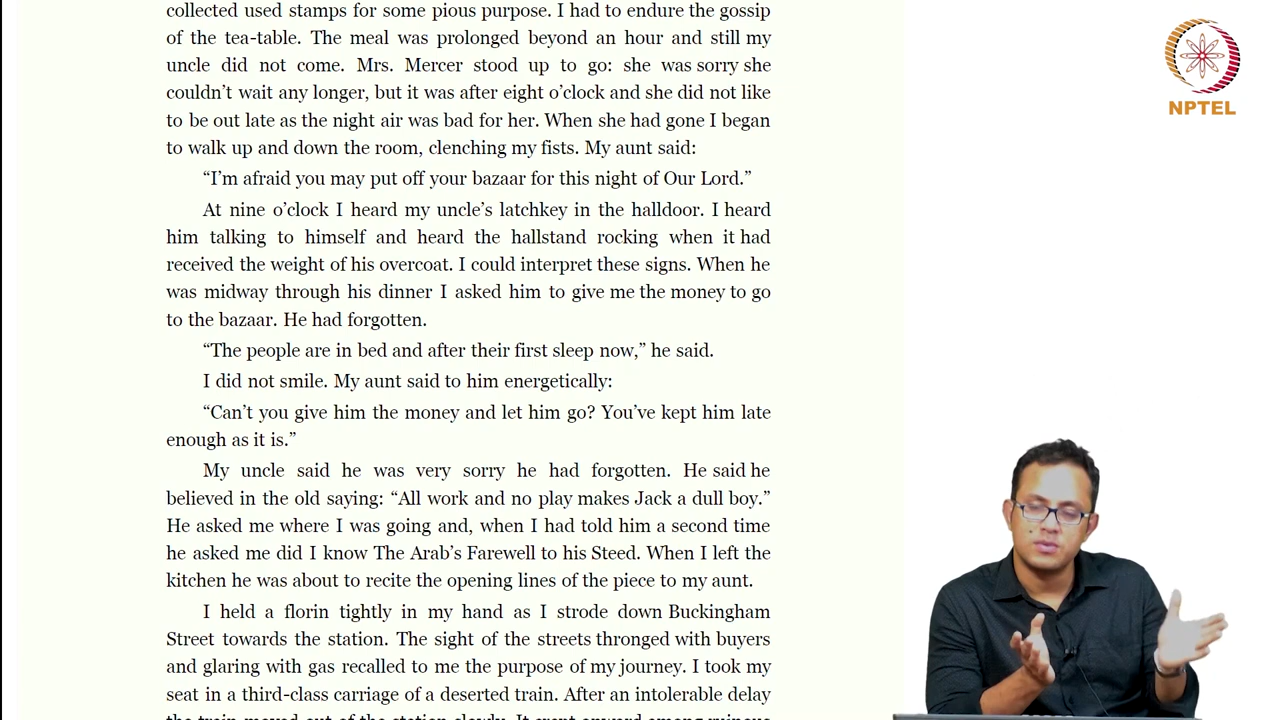 collected used stamps for some pious purpose. I had to endure the gossip
of the tea-table. The meal was prolonged beyond an hour and still my
uncle did not come. Mrs. Mercer stood up to go: she was sorry she
couldn’t wait any longer, but it was after eight o’clock and she did not like
to be out late as the night air was bad for her. When she had gone I began
to walk up and down the room, clenching my fists. My aunt said:
“I’m afraid you may put off your bazaar for this night of Our Lord.”
At nine o’clock I heard my uncle’s latchkey in the halldoor. I heard
him talking to himself and heard the hallstand rocking when it had
received the weight of his overcoat. I could interpret these signs. When he
was midway through his dinner I asked him to give me the money to go
to the bazaar. He had forgotten.
“The people are in bed and after their first sleep now,” he said.
I did not smile. My aunt said to him energetically:
“Can’t you give him the money and let him go? You’ve kept him late
enough as it is.”
My uncle said he was very sorry he had forgotten. He said he
believed in the old saying: “All work and no play makes Jack a dull boy.”
He asked me where I was going and, when I had told him a second time
he asked me did I know The Arab’s Farewell to his Steed. When I left the
kitchen he was about to recite the opening lines of the piece to my aunt.
I held a florin tightly in my hand as I strode down Buckingham
Street towards the station. The sight of the streets thronged with buyers
and glaring with gas recalled to me the purpose of my journey. I took my
seat in a third-class carriage of a deserted train. After an intolerable delay
the train moved out of the station slowly. It crept onward among ruinous
NPTEL